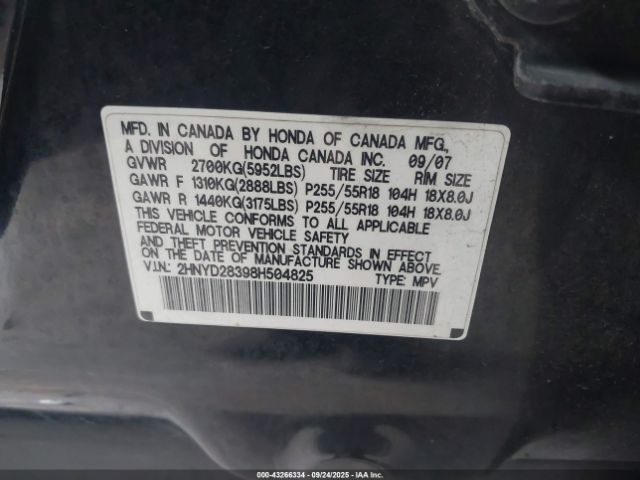 MFD. IN CANADA BY HONDA OF CANADA MFG.,
A DIVISION OF HONDA CANADA INC. 09/07
GVWR 2700KG(5952LBS) TIRE SIZE RIM SIZE
GAWR F 1310KG(2888LBS) P255/55R18 104H 18X8.0J
GAWR R 1440KG(3175LBS) P255/55R18 104H 18X8.0J
THIS VEHICLE CONFORMS TO ALL APPLICABLE
FEDERAL MOTOR VEHICLE SAFETY
AND THEFT PREVENTION STANDARDS IN EFFECT
ON THE DATE OF MANUFACTURE SHOWN ABOVE.
V.I.N.: 2HNYD28398H504825 TYPE: MPV
000-43266334 - 09/24/2025 - IAA Inc.